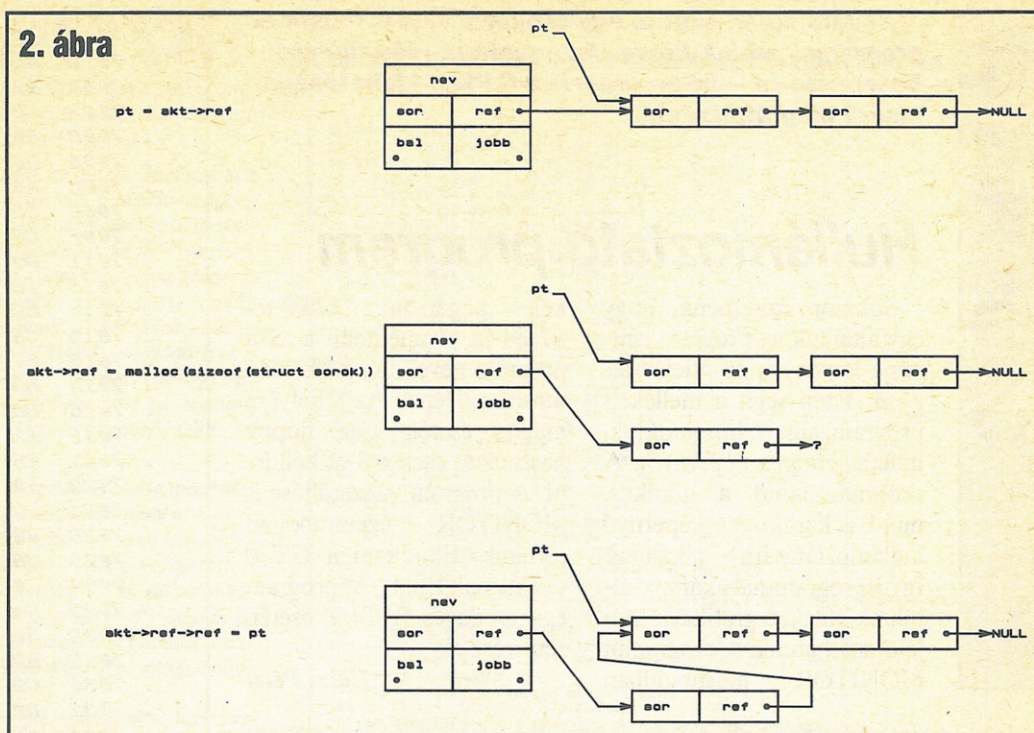 2. ábra
pt
nev
pt = akt->ref
sor ref
sor ref
sor ref
NULL
bal jobb
pt
nev
akt->ref = malloc(sizeof(struct sorok))
sor ref
sor ref
sor ref
NULL
bal jobb
sor ref
?
pt
nev
akt->ref->ref = pt
sor ref
sor ref
sor ref
NULL
bal jobb
sor ref